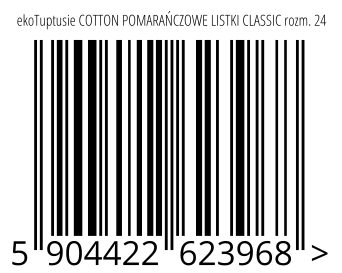 ekoTuptusie COTTON POMARAŃCZOWE LISTKI CLASSIC rozm. 24
5 904422 623968 >